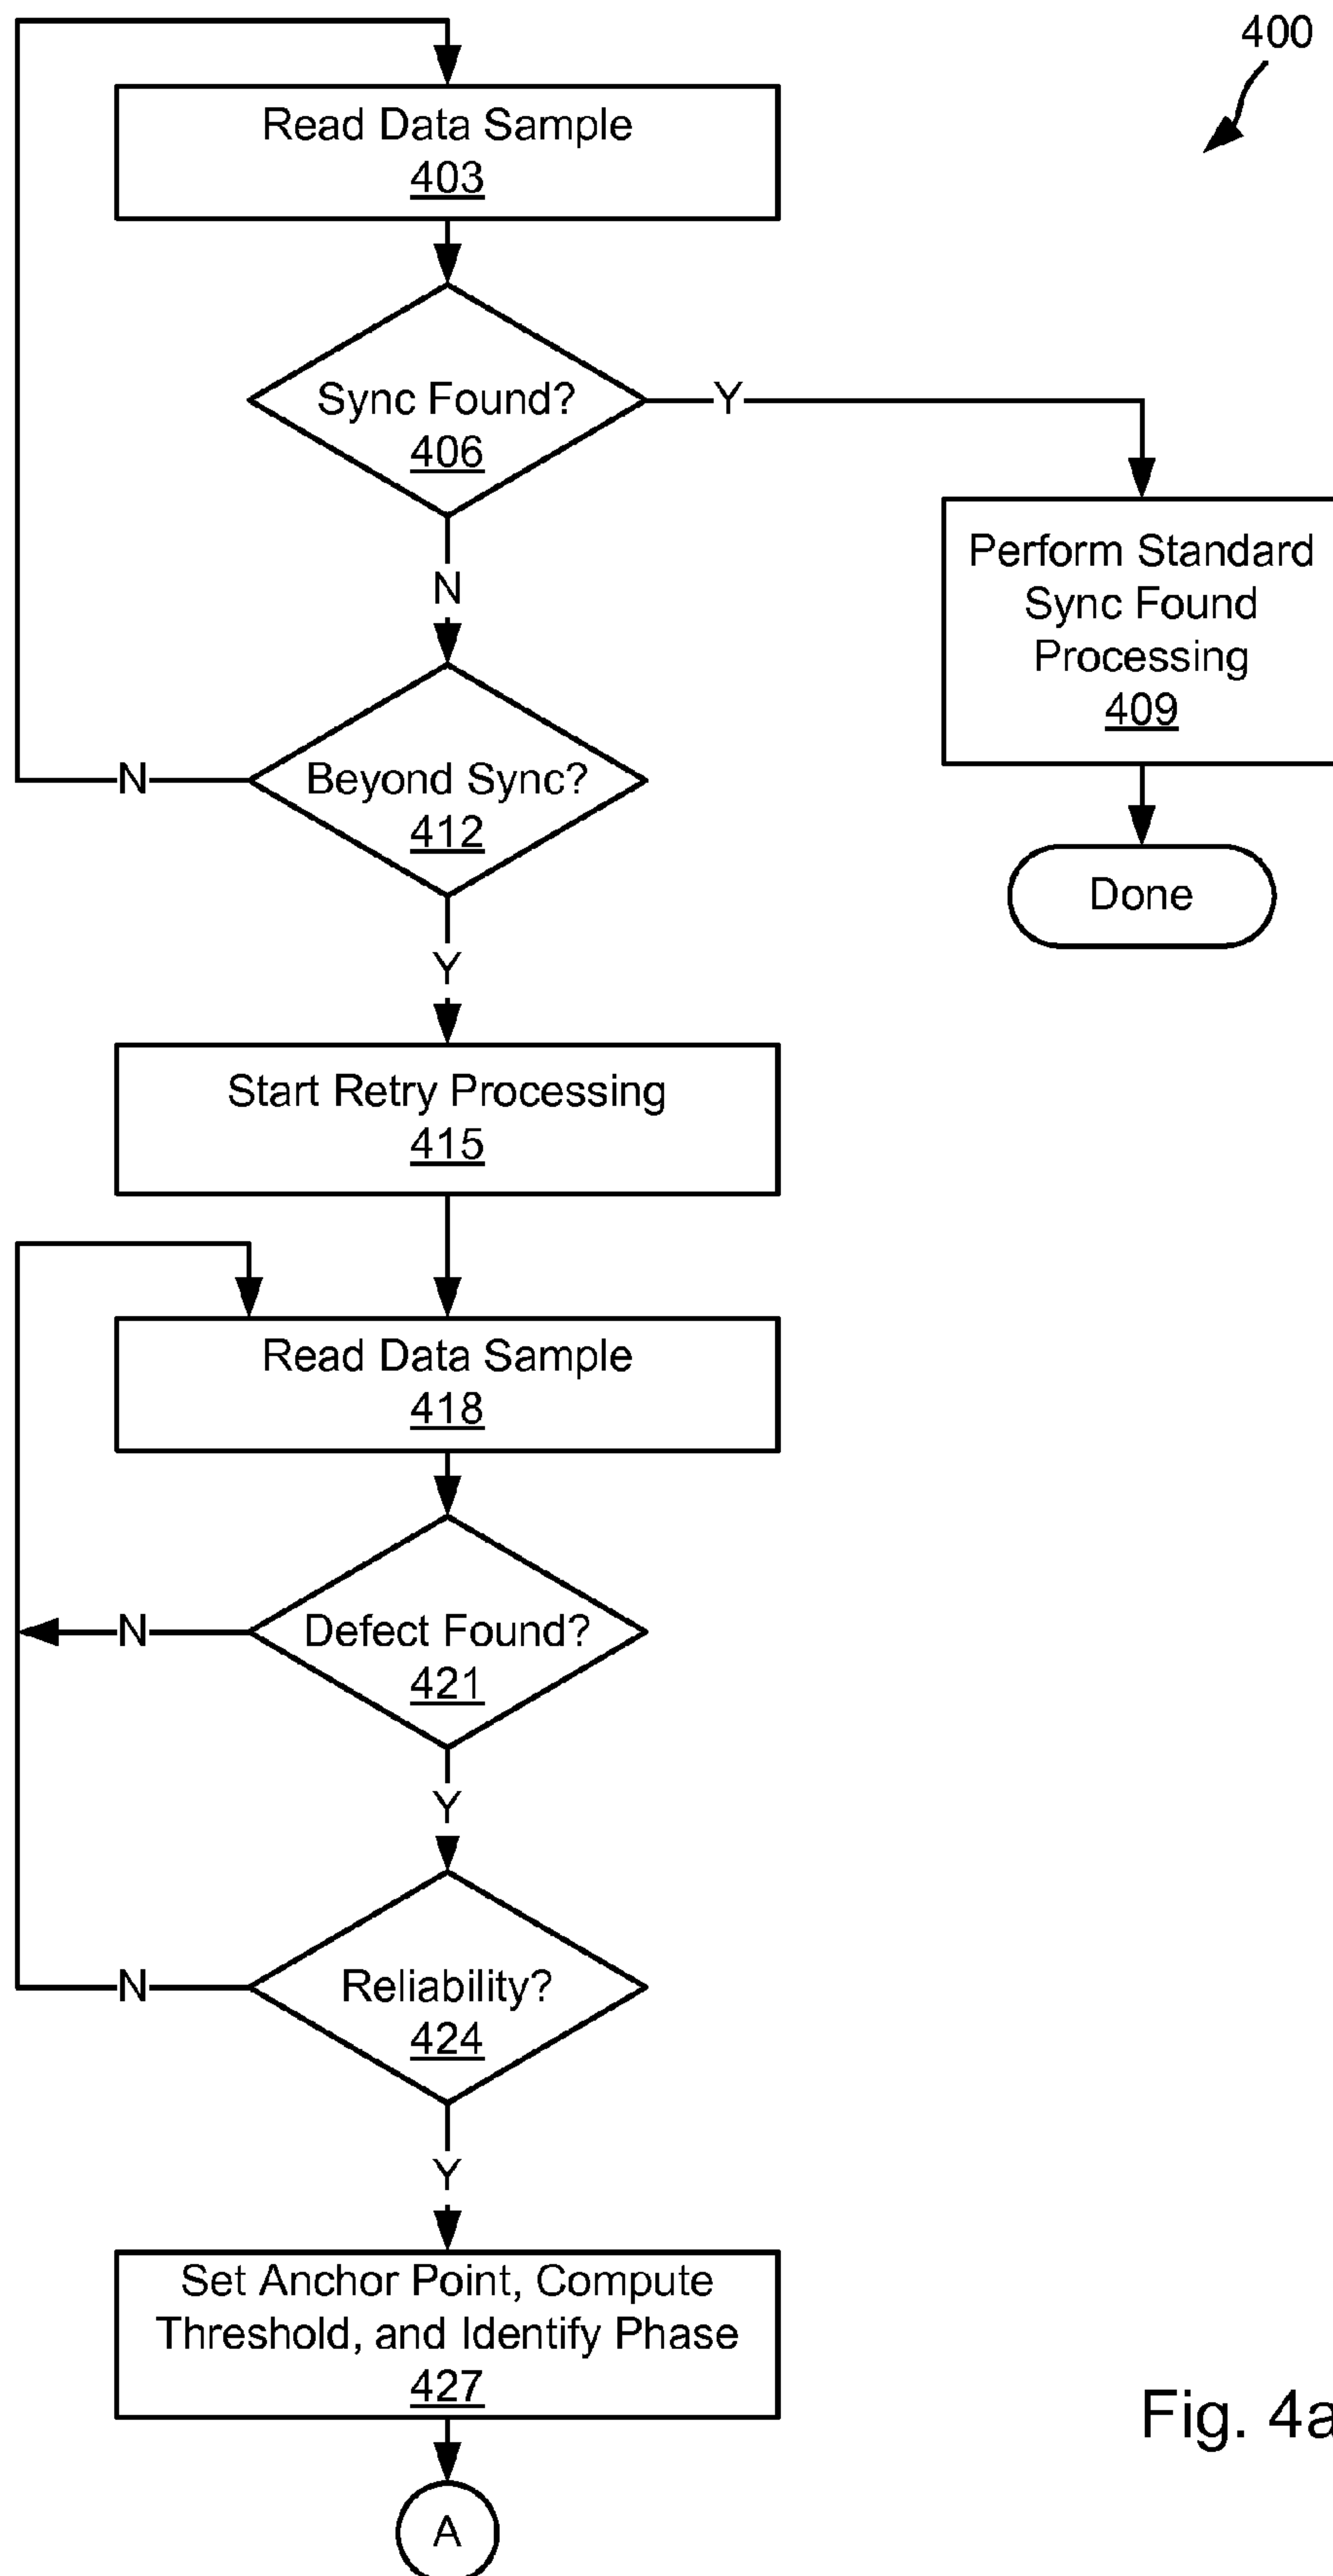 400
Read Data Sample
403
Sync Found?
406
Y
N
Perform Standard
Sync Found
Processing
409
Beyond Sync?
412
N
Done
Y
Start Retry Processing
415
Read Data Sample
418
Defect Found?
421
N
Y
Reliability?
424
N
Y
Set Anchor Point, Compute
Threshold, and Identify Phase
427
Fig. 4a
A